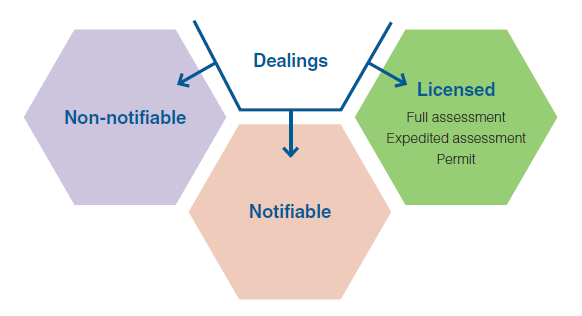 Dealings
Non-notifiable
Licensed
Full assessment
Expedited assessment
Permit
Notifiable